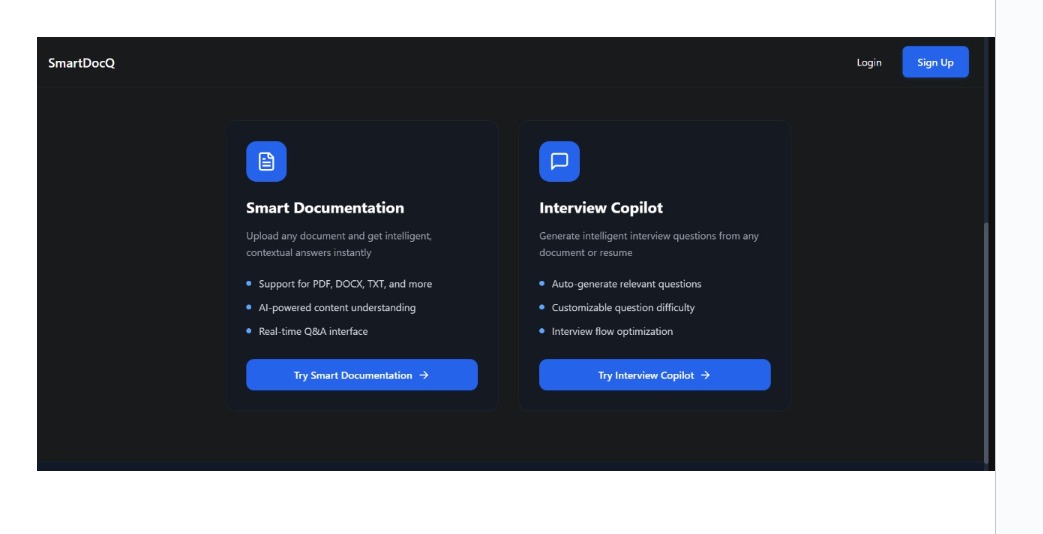 SmartDocQ
Login
Sign Up
Smart Documentation
Upload any document and get intelligent,
contextual answers instantly
Support for PDF, DOCX, TXT, and more
AI-powered content understanding
Real-time Q&A interface
Try Smart Documentation →
Interview Copilot
Generate intelligent interview questions from any
document or resume
Auto-generate relevant questions
Customizable question difficulty
Interview flow optimization
Try Interview Copilot →